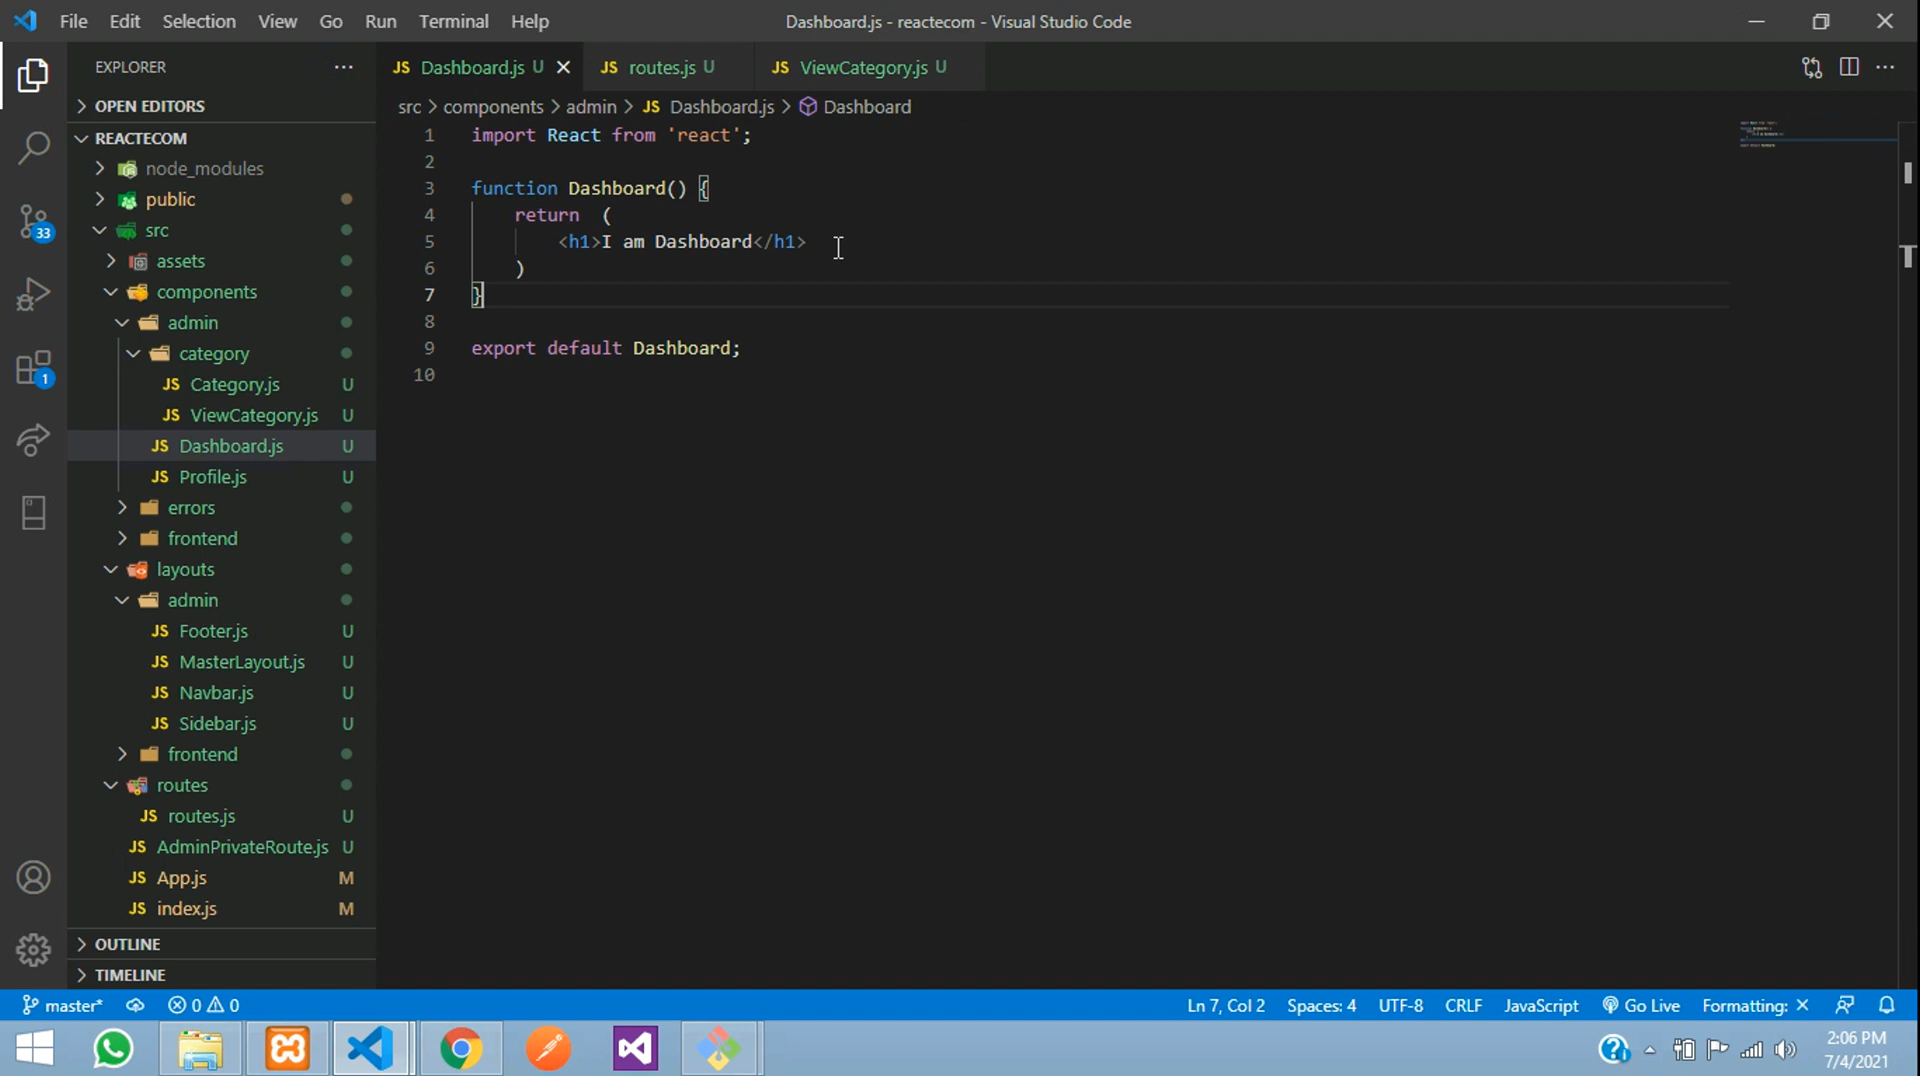 File Edit Selection View Go Run Terminal Help Dashboard.js - reactecom - Visual Studio Code
EXPLORER
OPEN EDITORS
REACTECOM
node_modules
public
src
assets
components
admin
category
JS Category.js U
JS ViewCategory.js U
JS Dashboard.js U
JS Profile.js U
errors
frontend
layouts
admin
JS Footer.js U
JS MasterLayout.js U
JS Navbar.js U
JS Sidebar.js U
frontend
routes
JS routes.js U
JS AdminPrivateRoute.js U
JS App.js M
JS index.js M
OUTLINE
TIMELINE
33
1
JS Dashboard.js U JS routes.js U JS ViewCategory.js U
src > components > admin > JS Dashboard.js > Dashboard
1 import React from 'react';
2
3 function Dashboard() {
4 return (
5 <h1>I am Dashboard</h1>
6 )
7 }
8
9 export default Dashboard;
10
master* 0 0 Ln 7, Col 2 Spaces: 4 UTF-8 CRLF JavaScript Go Live Formatting: ×
2:06 PM
7/4/2021